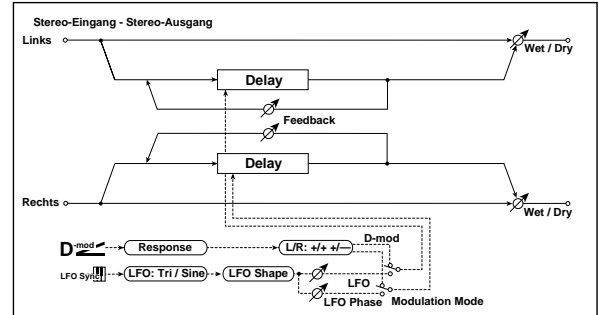 Stereo-Eingang - Stereo-Ausgang
Links
Wet / Dry
Delay
Feedback
Delay
Rechts
Wet / Dry
D-mod
D-mod
Response
L/R: +/+ +/—
LFO Sync
LFO: Tri / Sine
LFO Shape
LFO
LFO Phase
Modulation Mode